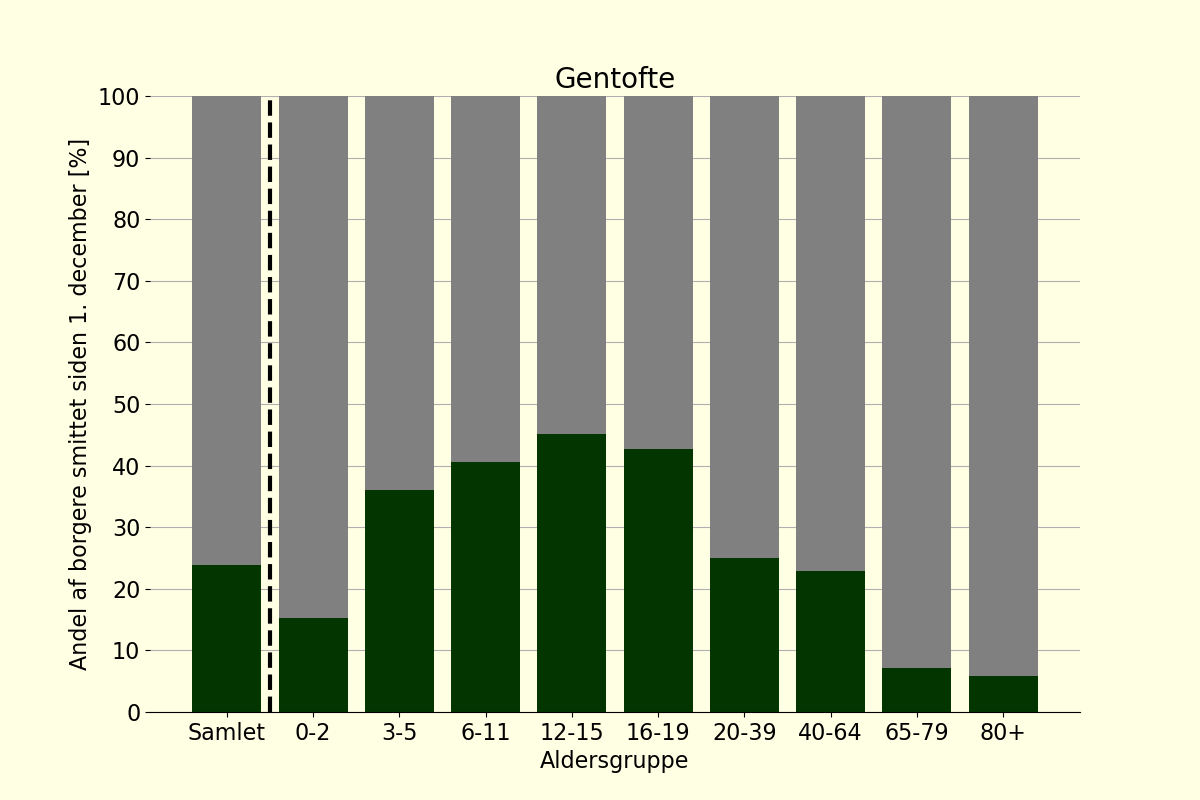 Gentofte
Andel af borgere smittet siden 1. december [%]
100
90
80
70
60
50
40
30
20
10
0
Samlet 0-2 3-5 6-11 12-15 16-19 20-39 40-64 65-79 80+
Aldersgruppe